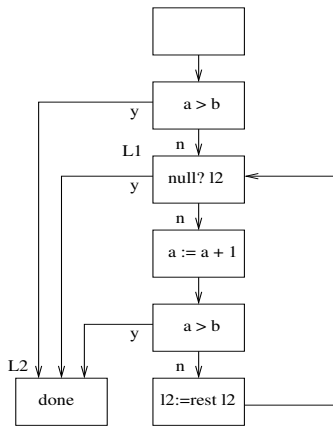 a > b
y
n
L1
null? l2
y
n
a := a + 1
a > b
y
n
L2
done
l2:=rest l2